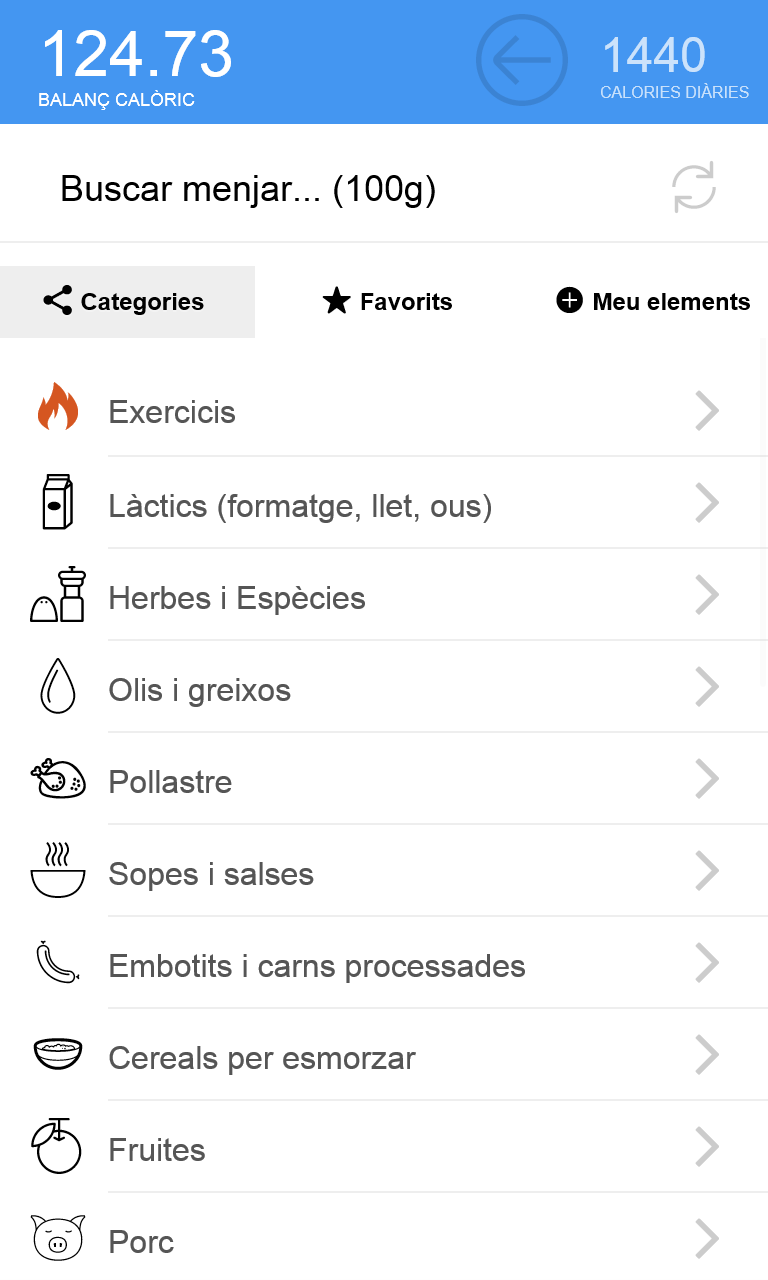 124.73
BALANÇ CALÒRIC
1440
CALORIES DIÀRIES
Buscar menjar... (100g)
Categories
Favorits
Meu elements
Exercicis
Làctics (formatge, llet, ous)
Herbes i Espècies
Olis i greixos
Pollastre
Sopes i salses
Embotits i carns processades
Cereals per esmorzar
Fruites
Porc